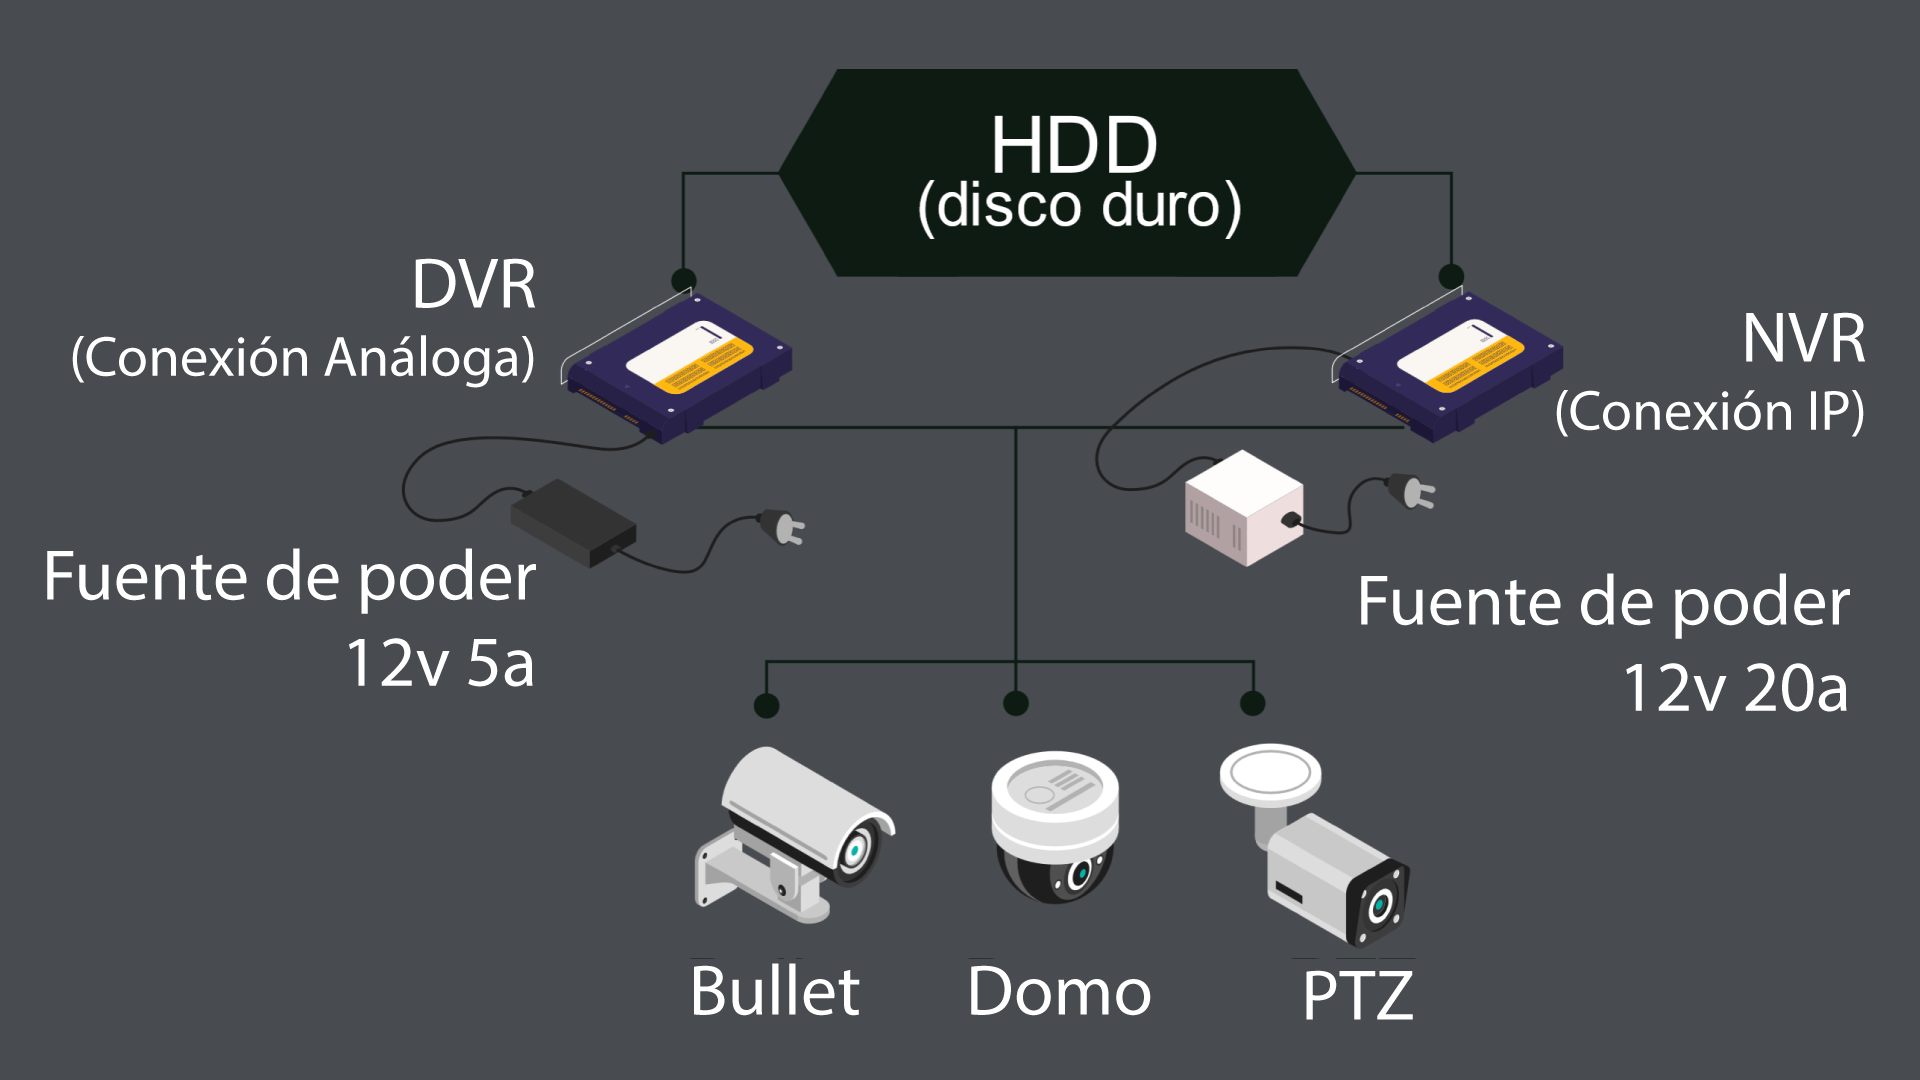 HDD
(disco duro)
DVR
(Conexión Análoga)
NVR
(Conexión IP)
Fuente de poder
12v 5a
Fuente de poder
12v 20a
Bullet
Domo
PTZ